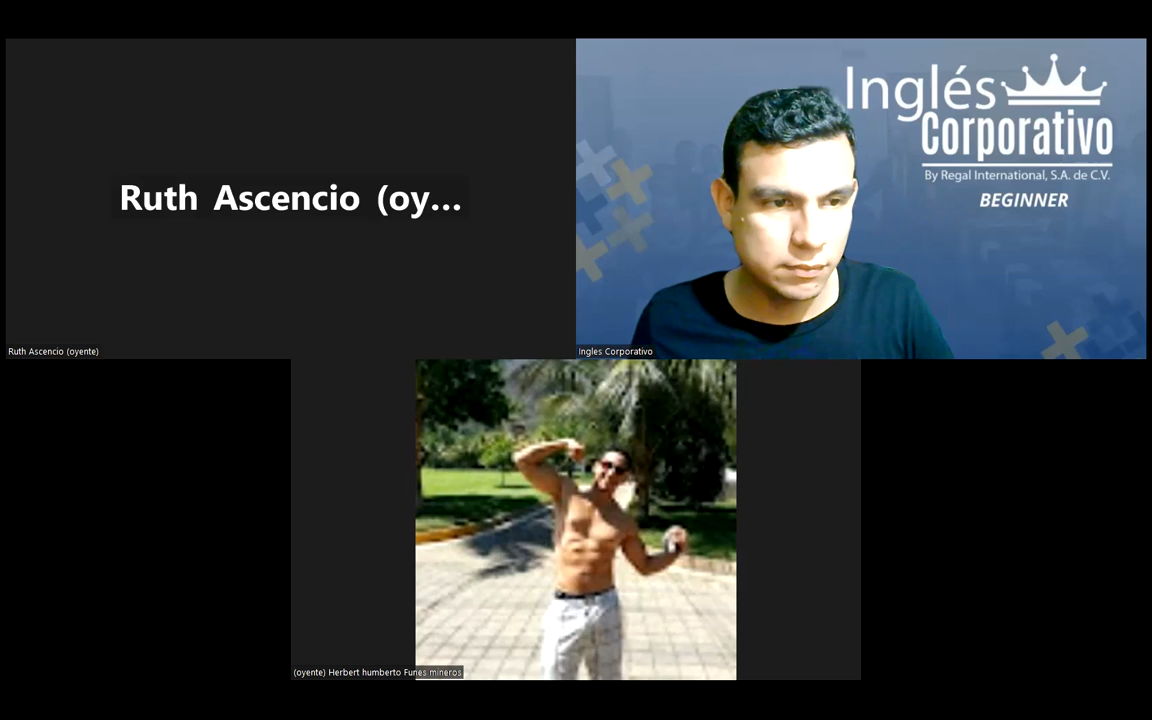 Ruth Ascencio (oy...
Ruth Ascencio (oyente)
Inglés
Corporativo
By Regal International, S.A. de C.V.
BEGINNER
Ingles Corporativo
(oyente) Herbert humberto Funes mineros